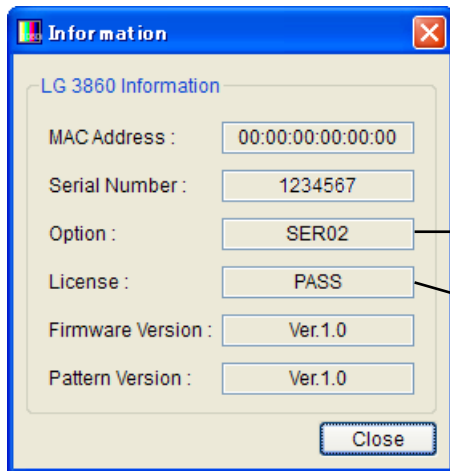 Information
LG 3860 Information
MAC Address : 00:00:00:00:00:00
Serial Number : 1234567
Option : SER02
License : PASS
Firmware Version : Ver.1.0
Pattern Version : Ver.1.0
Close